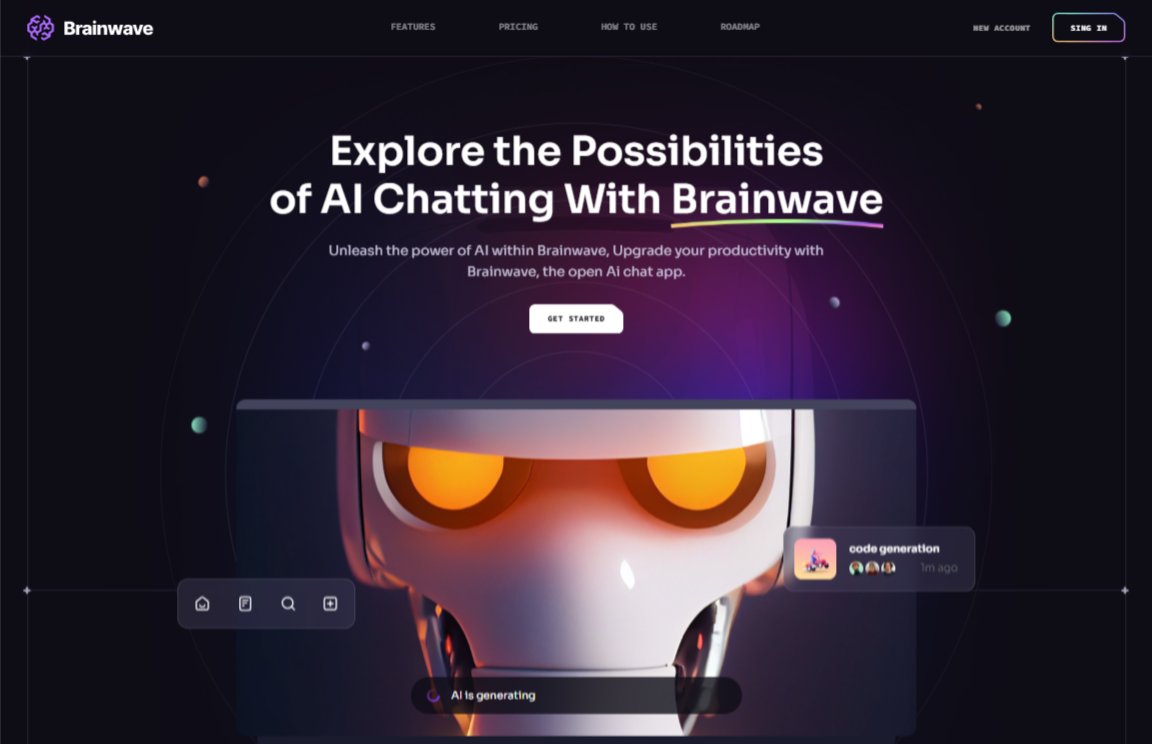 Brainwave
FEATURES
PRICING
HOW TO USE
ROADMAP
NEW ACCOUNT
SING IN
Explore the Possibilities
of AI Chatting With Brainwave
Unleash the power of AI within Brainwave, Upgrade your productivity with
Brainwave, the open Ai chat app.
GET STARTED
code generation
1m ago
AI is generating